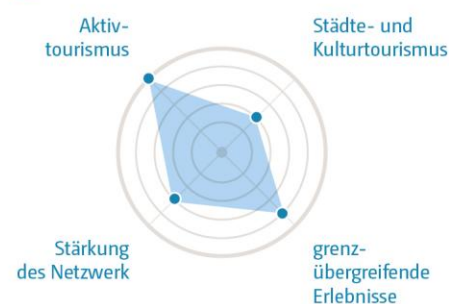 Aktiv-
tourismus
Städte- und
Kulturtourismus
Stärkung
des Netzwerk
grenz-
übergreifende
Erlebnisse